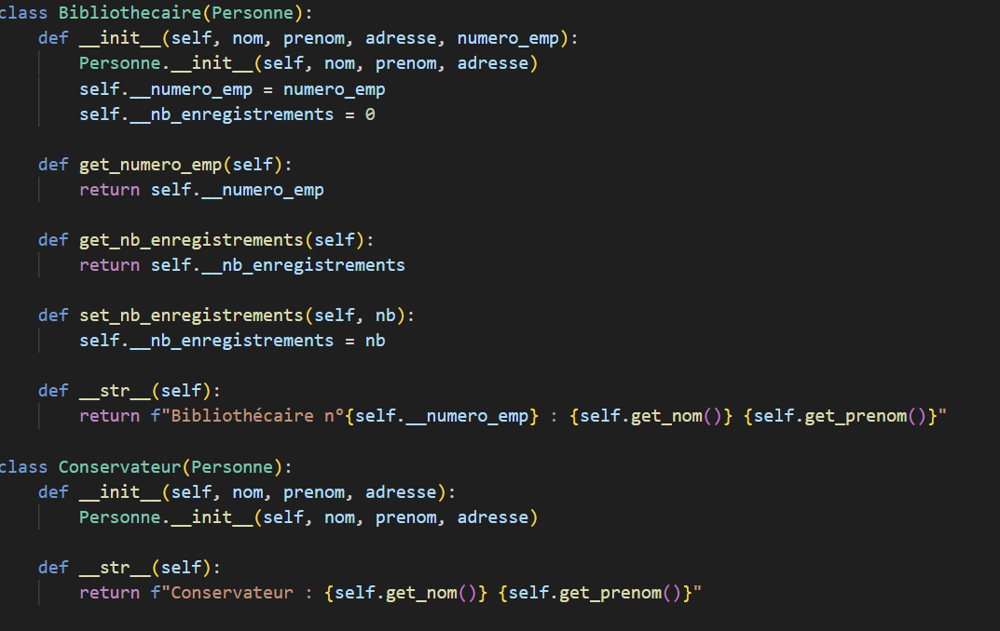 class Bibliothecaire(Personne):
    def __init__(self, nom, prenom, adresse, numero_emp):
        Personne.__init__(self, nom, prenom, adresse)
        self.__numero_emp = numero_emp
        self.__nb_enregistrements = 0

    def get_numero_emp(self):
        return self.__numero_emp

    def get_nb_enregistrements(self):
        return self.__nb_enregistrements

    def set_nb_enregistrements(self, nb):
        self.__nb_enregistrements = nb

    def __str__(self):
        return f"Bibliothécaire n°{self.__numero_emp} : {self.get_nom()} {self.get_prenom()}"

class Conservateur(Personne):
    def __init__(self, nom, prenom, adresse):
        Personne.__init__(self, nom, prenom, adresse)

    def __str__(self):
        return f"Conservateur : {self.get_nom()} {self.get_prenom()}"